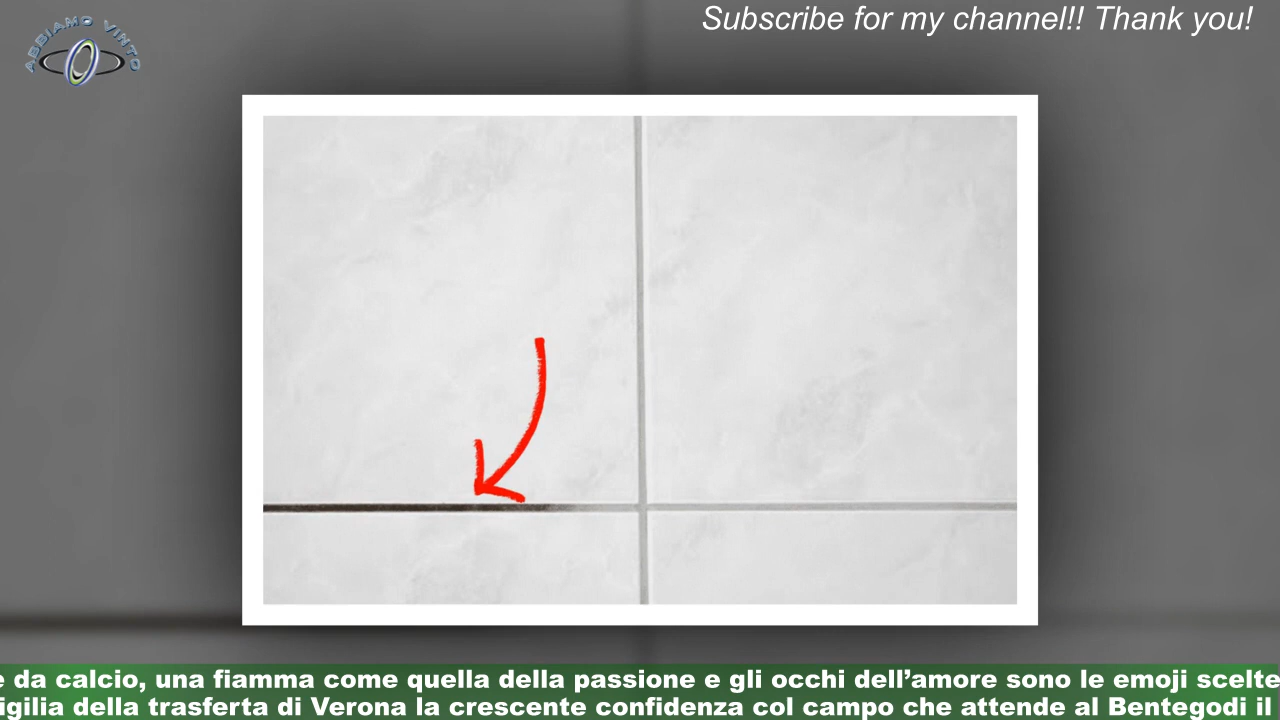 Subscribe for my channel!! Thank you!
ABBIAMO VINTO
e da calcio, una fiamma come quella della passione e gli occhi dell’amore sono le emoji scelte
igilia della trasferta di Verona la crescente confidenza col campo che attende al Bentegodi il